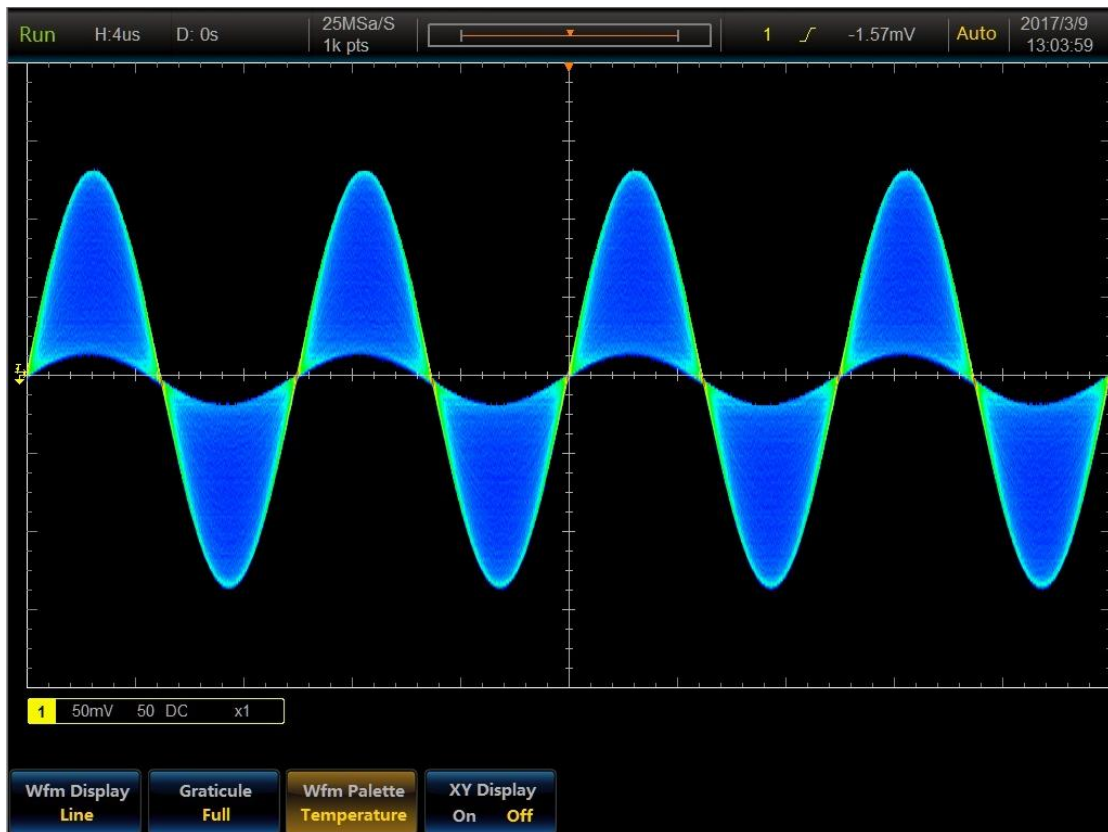 Run H:4us D: 0s 25MSa/S 1 -1.57mV Auto 2017/3/9
1k pts 13:03:59
1 50mV 50 DC x1
Wfm Display Graticule Wfm Palette XY Display
Line Full Temperature On Off